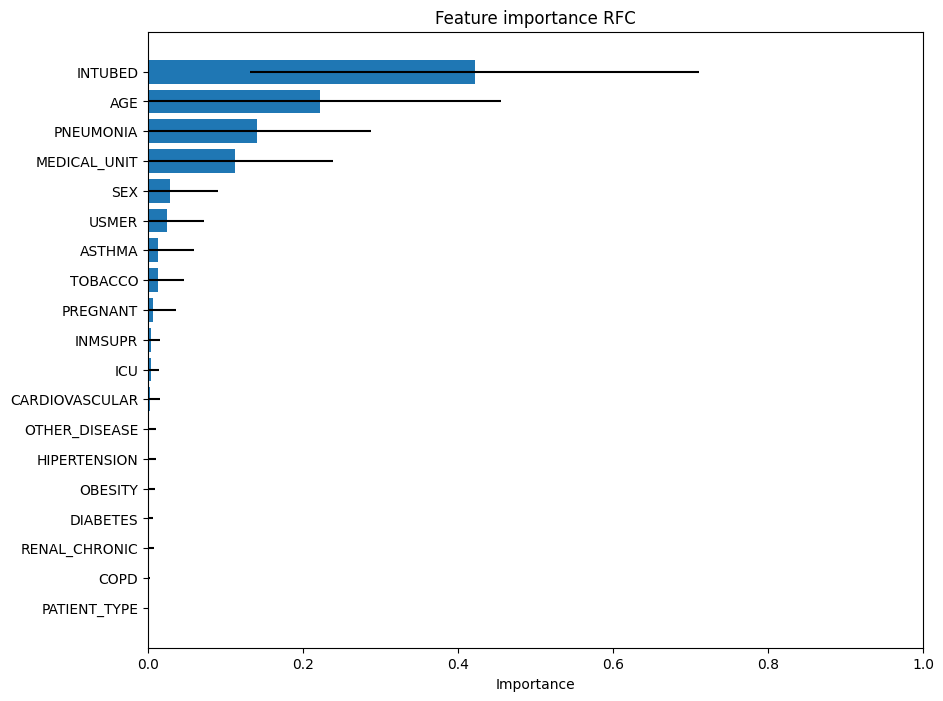 Feature importance RFC
INTUBED
AGE
PNEUMONIA
MEDICAL_UNIT
SEX
USMER
ASTHMA
TOBACCO
PREGNANT
INMSUPR
ICU
CARDIOVASCULAR
OTHER_DISEASE
HIPERTENSION
OBESITY
DIABETES
RENAL_CHRONIC
COPD
PATIENT_TYPE
0.0 0.2 0.4 0.6 0.8 1.0
Importance